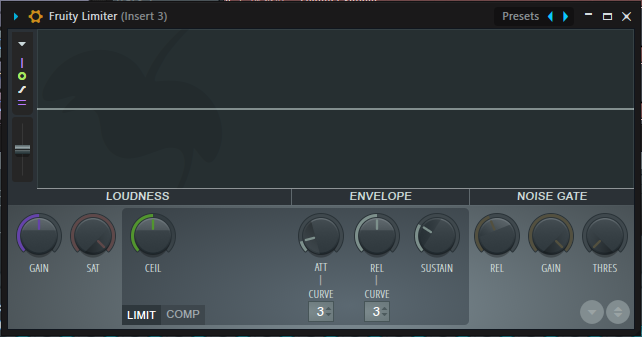 Fruity Limiter (Insert 3) Presets
LOUDNESS ENVELOPE NOISE GATE
GAIN SAT CEIL ATT REL SUSTAIN REL GAIN THRES
CURVE CURVE
3 3
LIMIT COMP